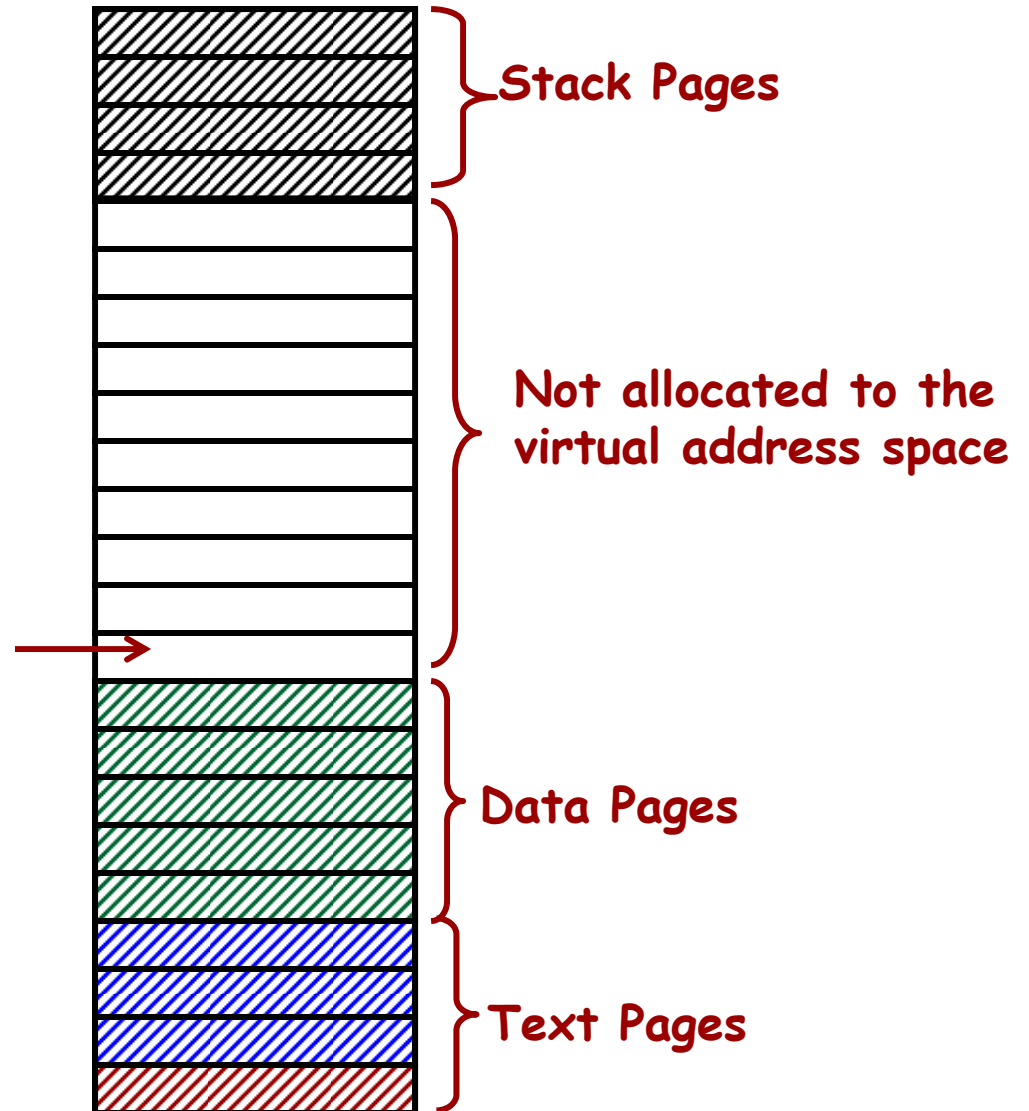 Stack Pages
Not allocated to the
virtual address space
Data Pages
Text Pages